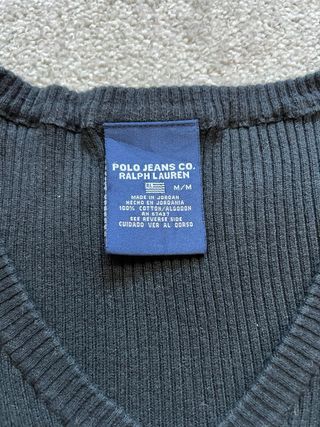 POLO JEANS CO.
RALPH LAUREN
M/M
MADE IN JORDAN
HECHO EN JORDANIA
100% COTTON/ALGODON
RN 67437
SEE REVERSE SIDE
CUIDADO VER AL DORSO